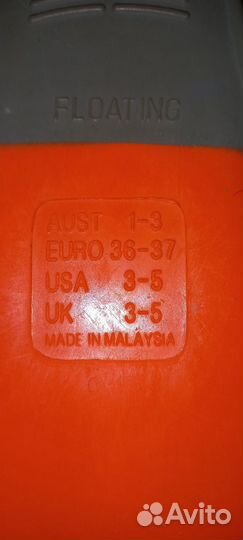 FLOATING
AUST 1-3
EURO 36-37
USA 3-5
UK 3-5
MADE IN MALAYSIA
Avito